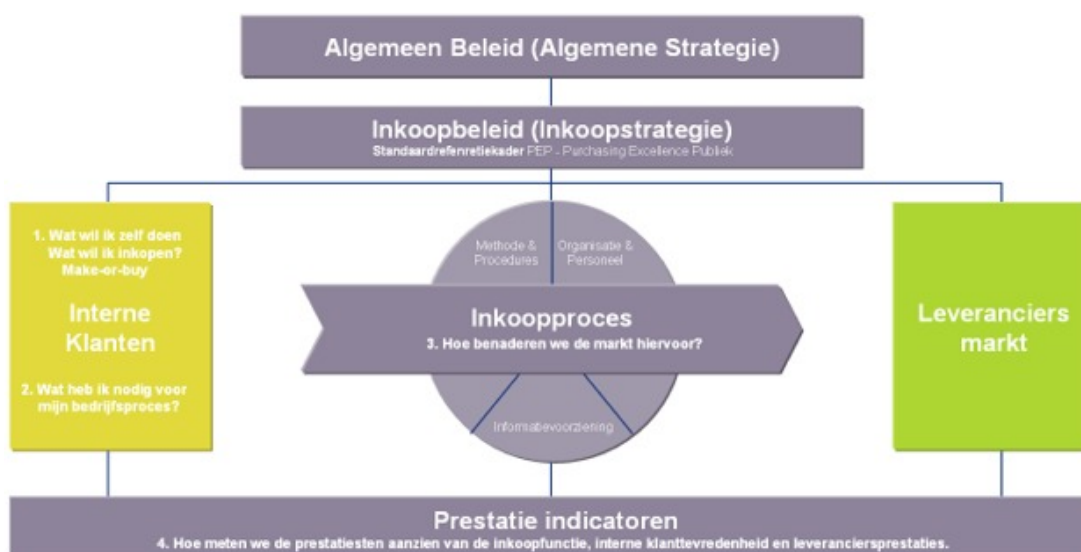 Algemeen Beleid (Algemene Strategie)
Inkoopbeleid (Inkoopstrategie)
Standaardrefenretiekader PEP - Purchasing Excellence Publiek
1. Wat wil ik zelf doen
Wat wil ik inkopen?
Make-or-buy
Interne
Klanten
2. Wat heb ik nodig voor
mijn bedrijfsproces?
Methode &
Procedures
Organisatie &
Personeel
Inkoopproces
3. Hoe benaderen we de markt hiervoor?
Informatievoorziening
Leveranciers
markt
Prestatie indicatoren
4. Hoe meten we de prestatiesten aanzien van de inkoopfunctie, interne klanttevredenheid en leveranciersprestaties.